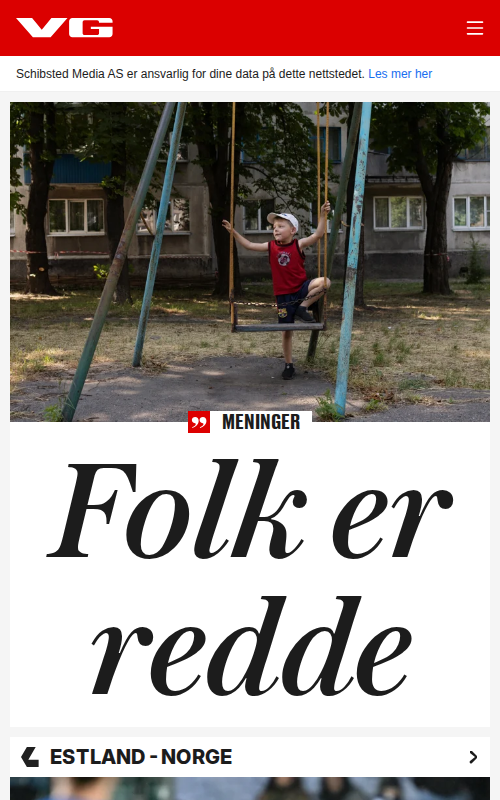 VG
Schibsted Media AS er ansvarlig for dine data på dette nettstedet. Les mer her
MENINGER
Folk er
redde
ESTLAND - NORGE